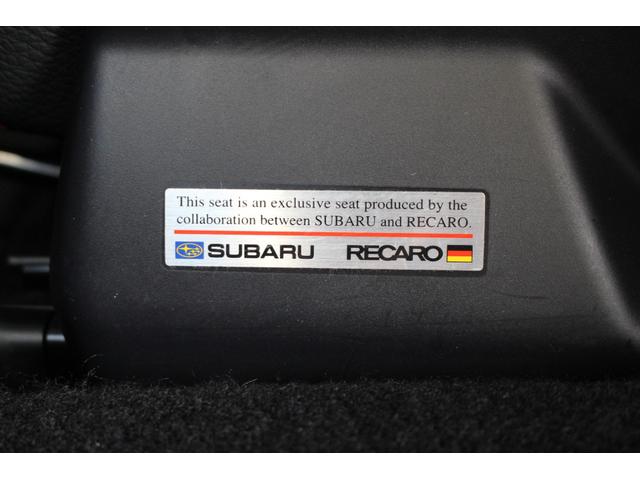 This seat is an exclusive seat produced by the
collaboration between SUBARU and RECARO.
SUBARU RECARO